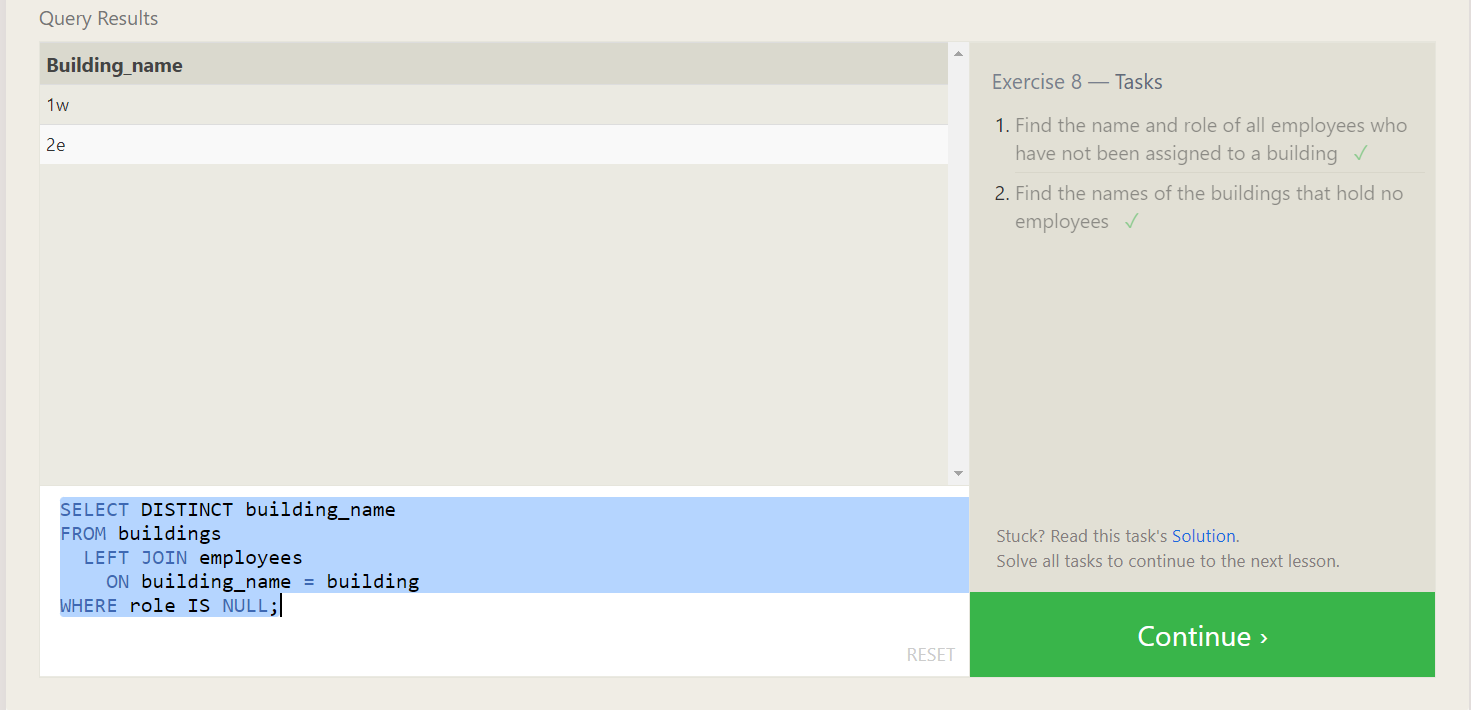 Query Results
Building_name
1w
2e
Exercise 8 — Tasks
1. Find the name and role of all employees who
have not been assigned to a building ✓
2. Find the names of the buildings that hold no
employees ✓
Stuck? Read this task's Solution.
Solve all tasks to continue to the next lesson.
Continue ›
SELECT DISTINCT building_name
FROM buildings
  LEFT JOIN employees
    ON building_name = building
WHERE role IS NULL;
RESET